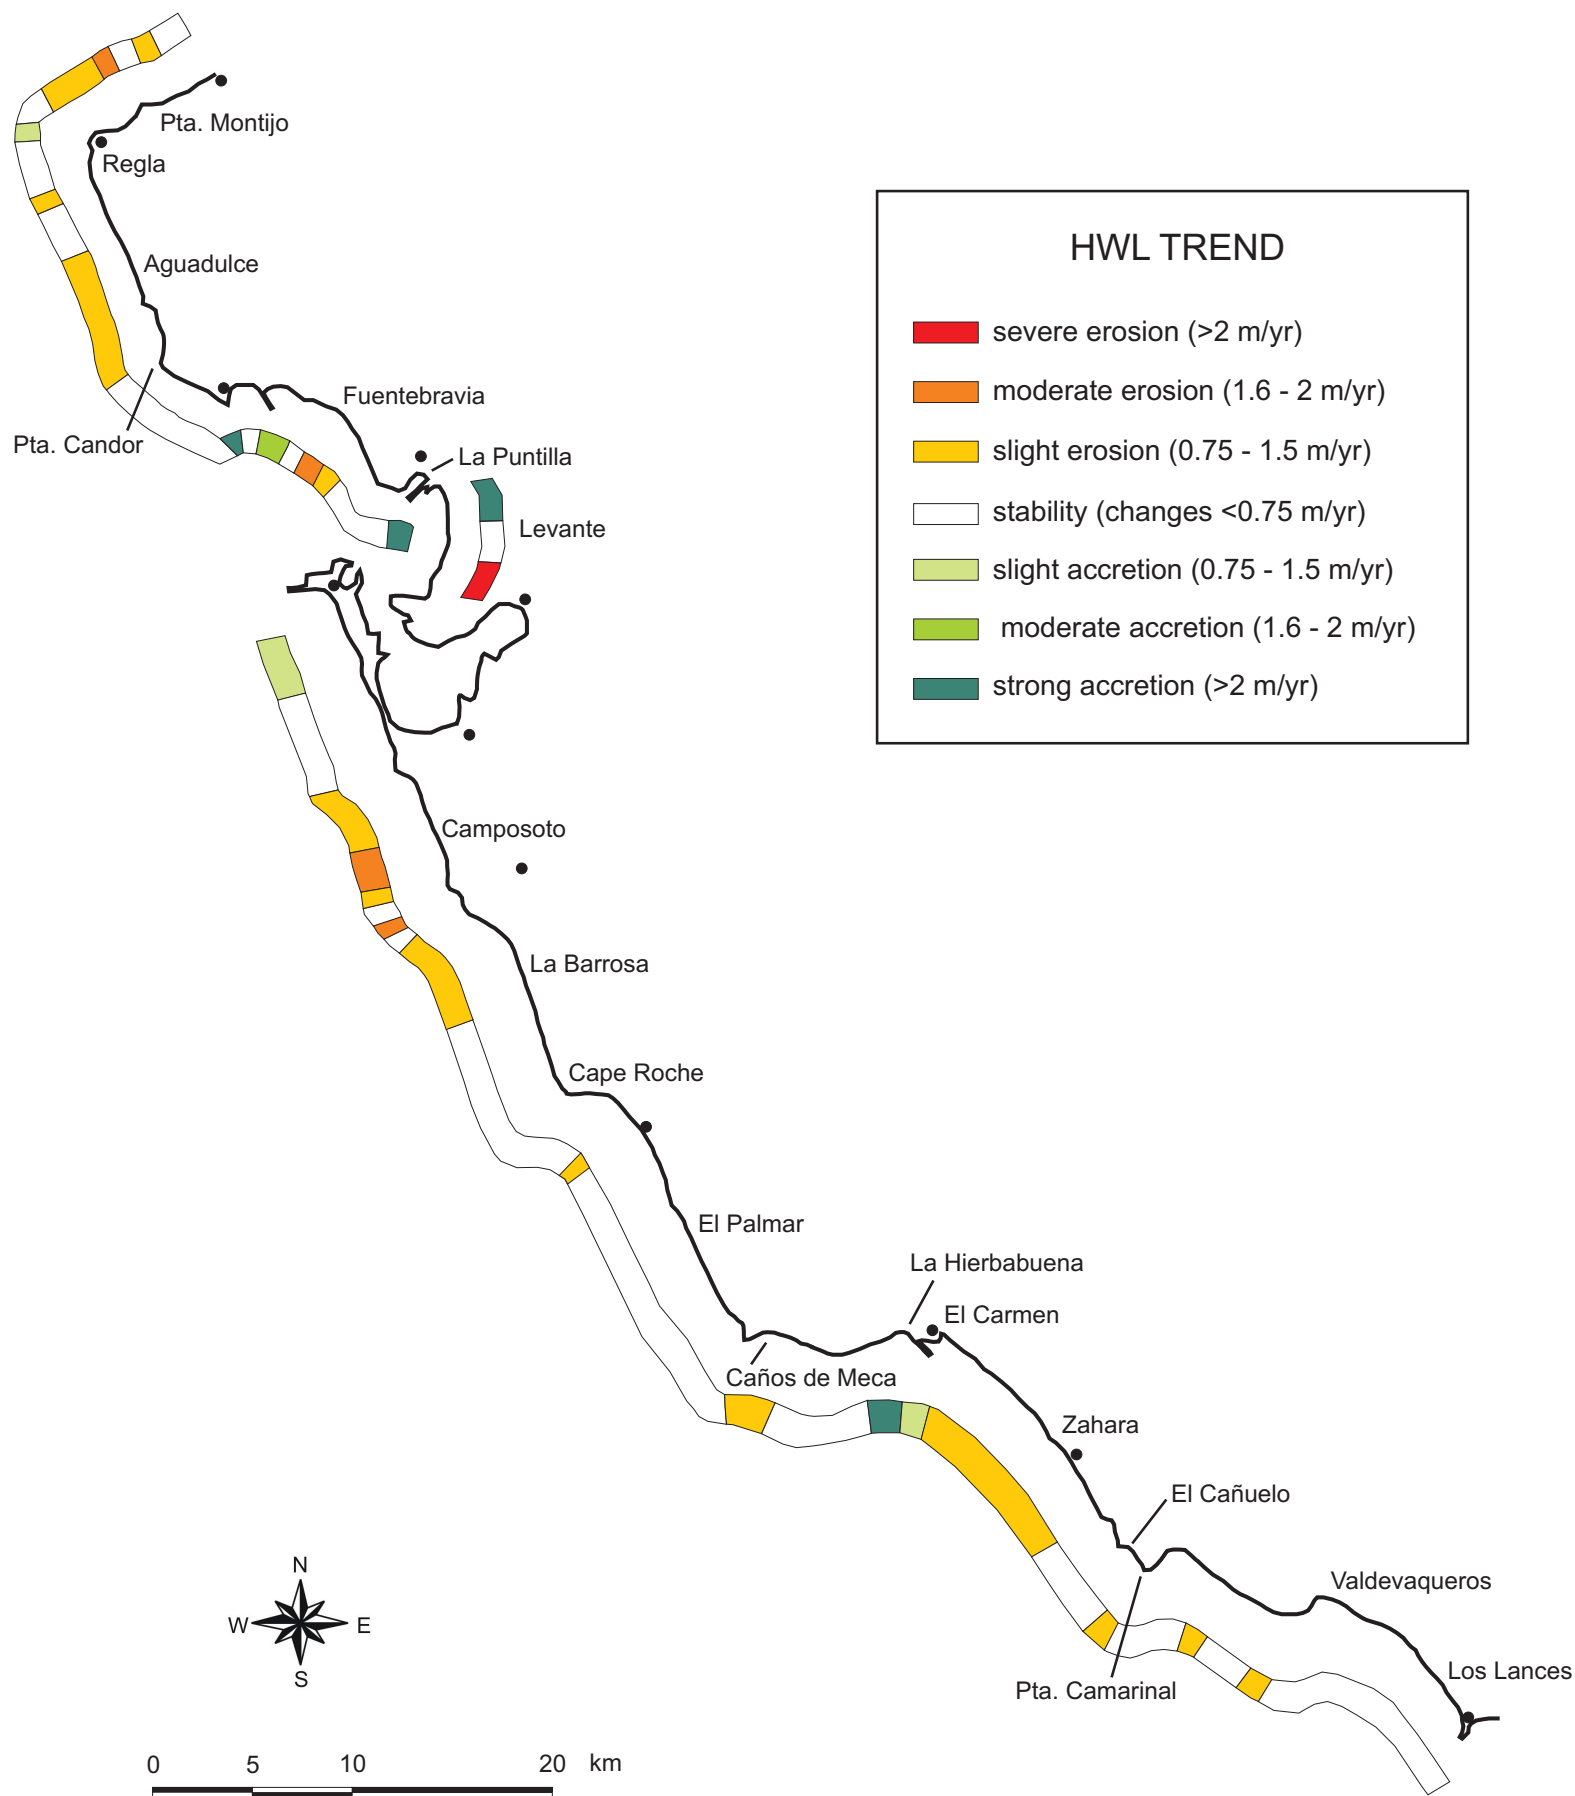 Pta. Montijo
Regla
Aguadulce
Fuentebravia
Pta. Candor
La Puntilla
Levante
HWL TREND
severe erosion (>2 m/yr)
moderate erosion (1.6 - 2 m/yr)
slight erosion (0.75 - 1.5 m/yr)
stability (changes <0.75 m/yr)
slight accretion (0.75 - 1.5 m/yr)
moderate accretion (1.6 - 2 m/yr)
strong accretion (>2 m/yr)
Camposoto
La Barrosa
Cape Roche
El Palmar
La Hierbabuena
El Carmen
Caños de Meca
Zahara
El Cañuelo
Valdevaqueros
Los Lances
Pta. Camarinal
N
W E
S
0 5 10 20 km